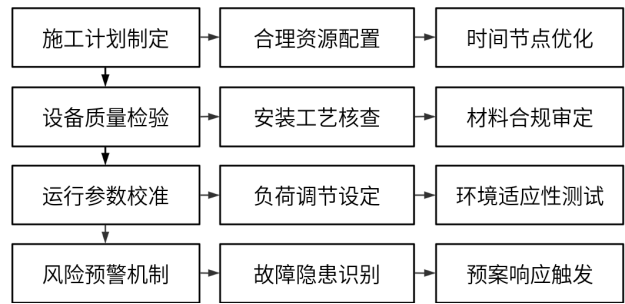 施工计划制定
合理资源配置
时间节点优化
设备质量检验
安装工艺核查
材料合规审定
运行参数校准
负荷调节设定
环境适应性测试
风险预警机制
故障隐患识别
预案响应触发